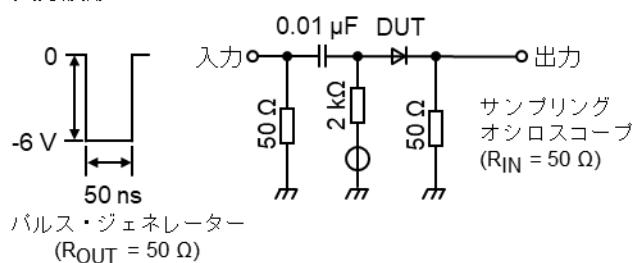 0.01 µF DUT
0
入力
出力
-6 V
50 Ω
2 kΩ
50 Ω
サンプリング
オシロスコープ
(RIN = 50 Ω)
50 ns
パルス・ジェネレーター
(ROUT = 50 Ω)